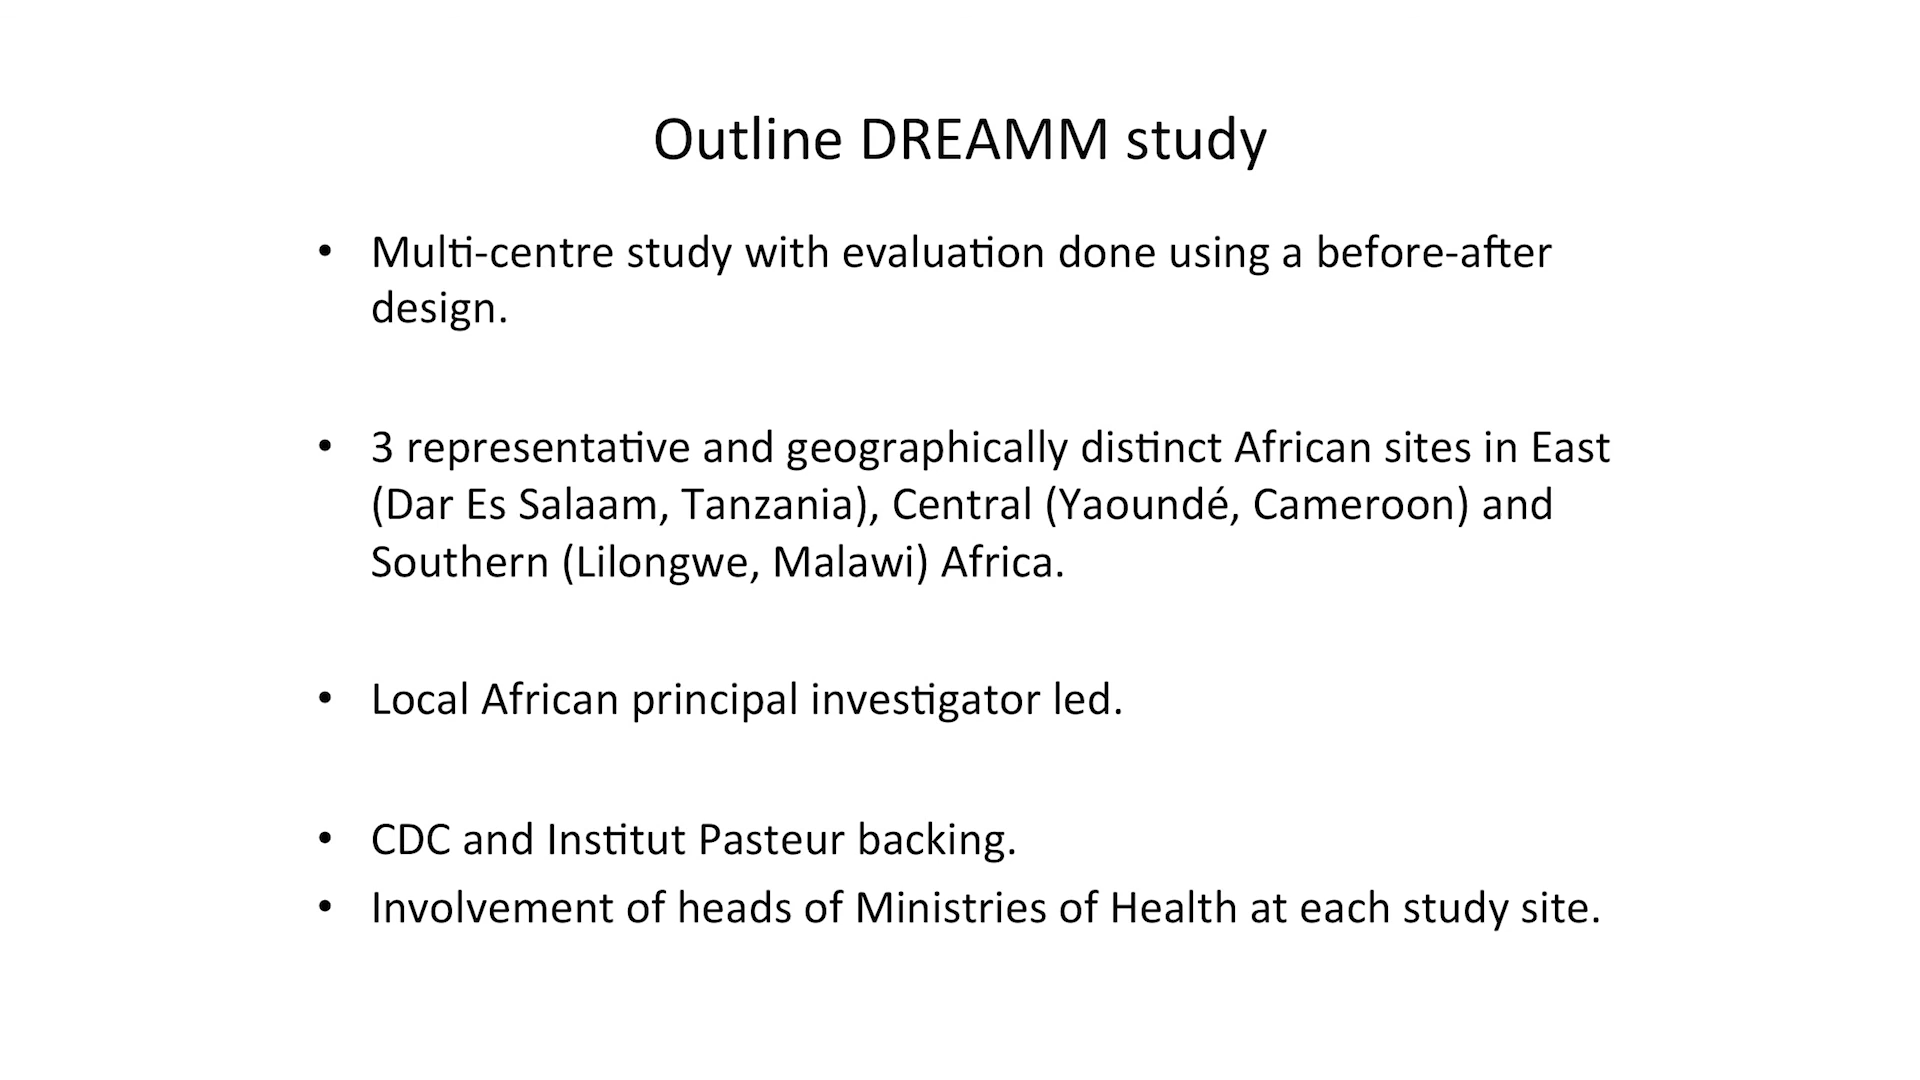 Outline DREAMM study
• Multi-centre study with evaluation done using a before-after
design.
• 3 representative and geographically distinct African sites in East
(Dar Es Salaam, Tanzania), Central (Yaoundé, Cameroon) and
Southern (Lilongwe, Malawi) Africa.
• Local African principal investigator led.
• CDC and Institut Pasteur backing.
• Involvement of heads of Ministries of Health at each study site.